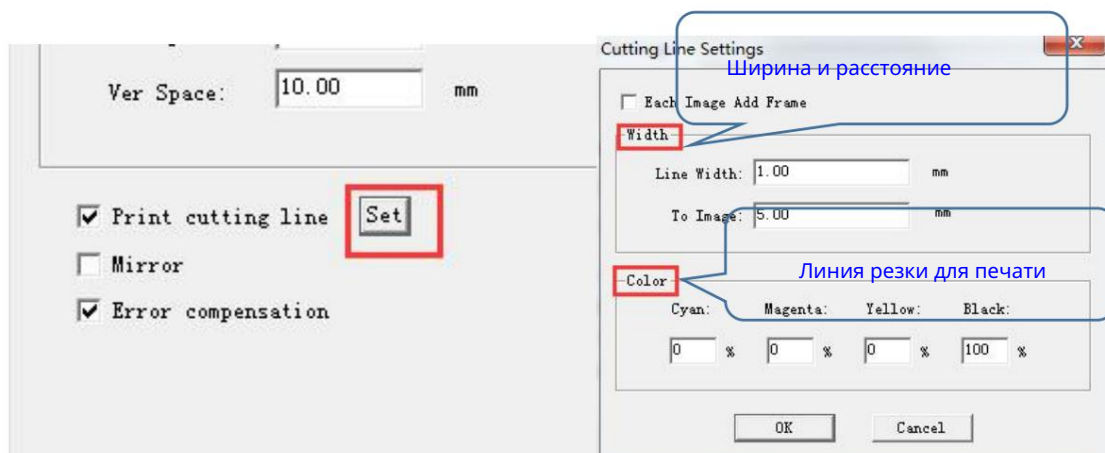 Ver Space: 10.00 mm
Print cutting line Set
Mirror
Error compensation
Cutting Line Settings
X
Ширина и расстояние
Each Image Add Frame
Width
Line Width: 1.00 mm
To Image: 5.00 mm
Линия резки для печати
Color
Cyan: Magenta: Yellow: Black:
0 % 0 % 0 % 100 %
OK Cancel